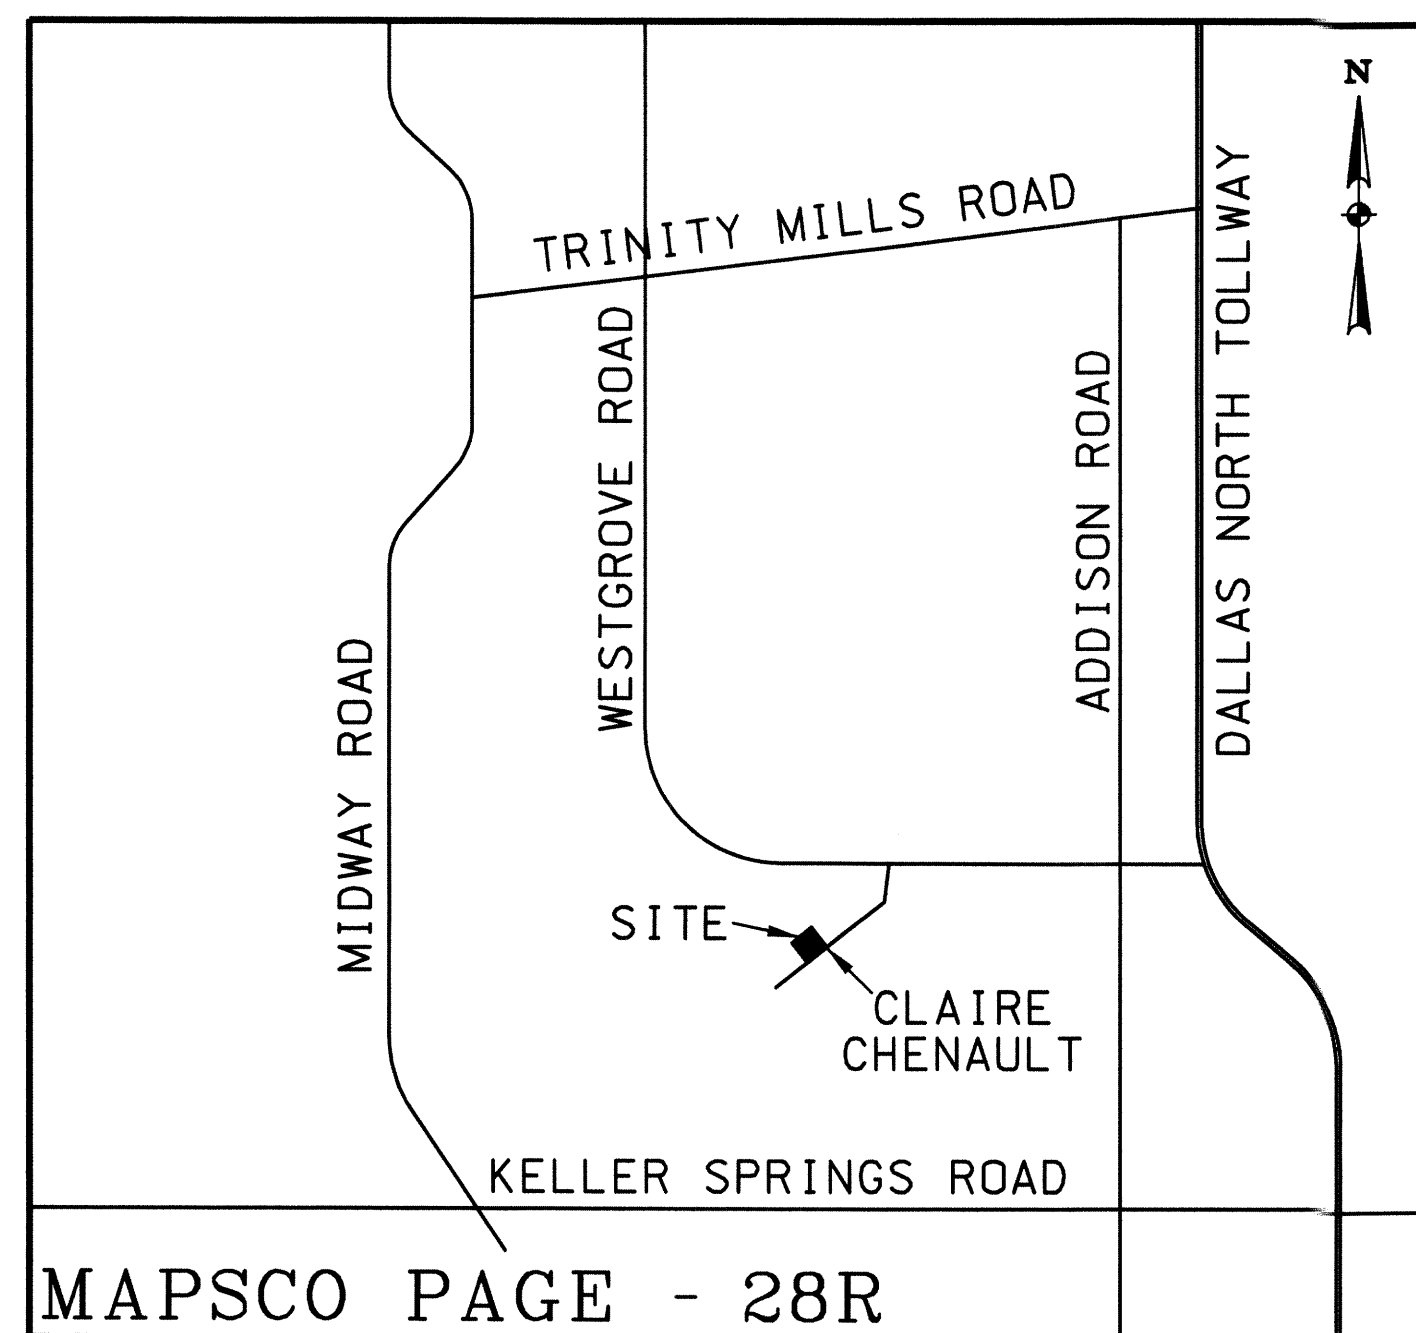 N
TRINITY MILLS ROAD
WESTGROVE ROAD
ADDISON ROAD
DALLAS NORTH TOLLWAY
MIDWAY ROAD
SITE
CLAIRE
CHENAULT
KELLER SPRINGS ROAD
MAPSCO PAGE - 28R